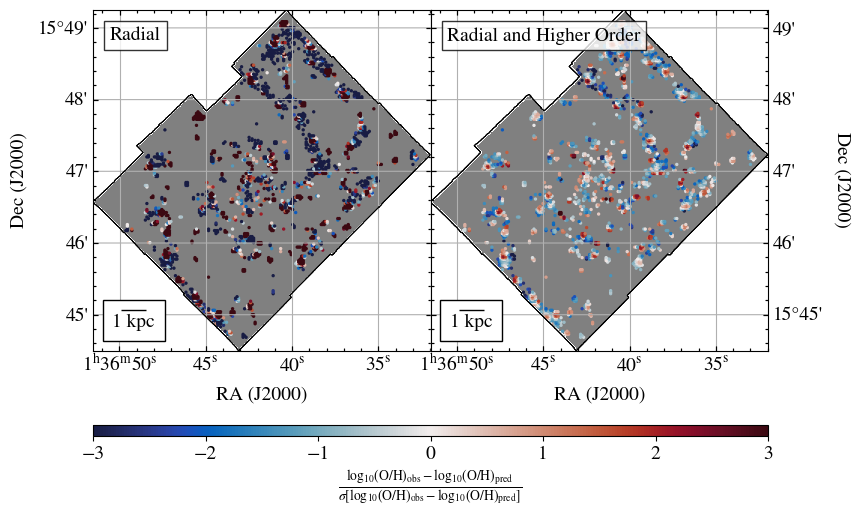 Radial
Radial and Higher Order
15°49'
48'
47'
46'
45'
49'
48'
47'
46'
15°45'
Dec (J2000)
Dec (J2000)
1 kpc
1 kpc
1h36m50s
45s
40s
35s
50s
45s
40s
35s
RA (J2000)
RA (J2000)
−3
−2
−1
0
1
2
3
log10(O/H)obs − log10(O/H)pred
σ[log10(O/H)obs − log10(O/H)pred]